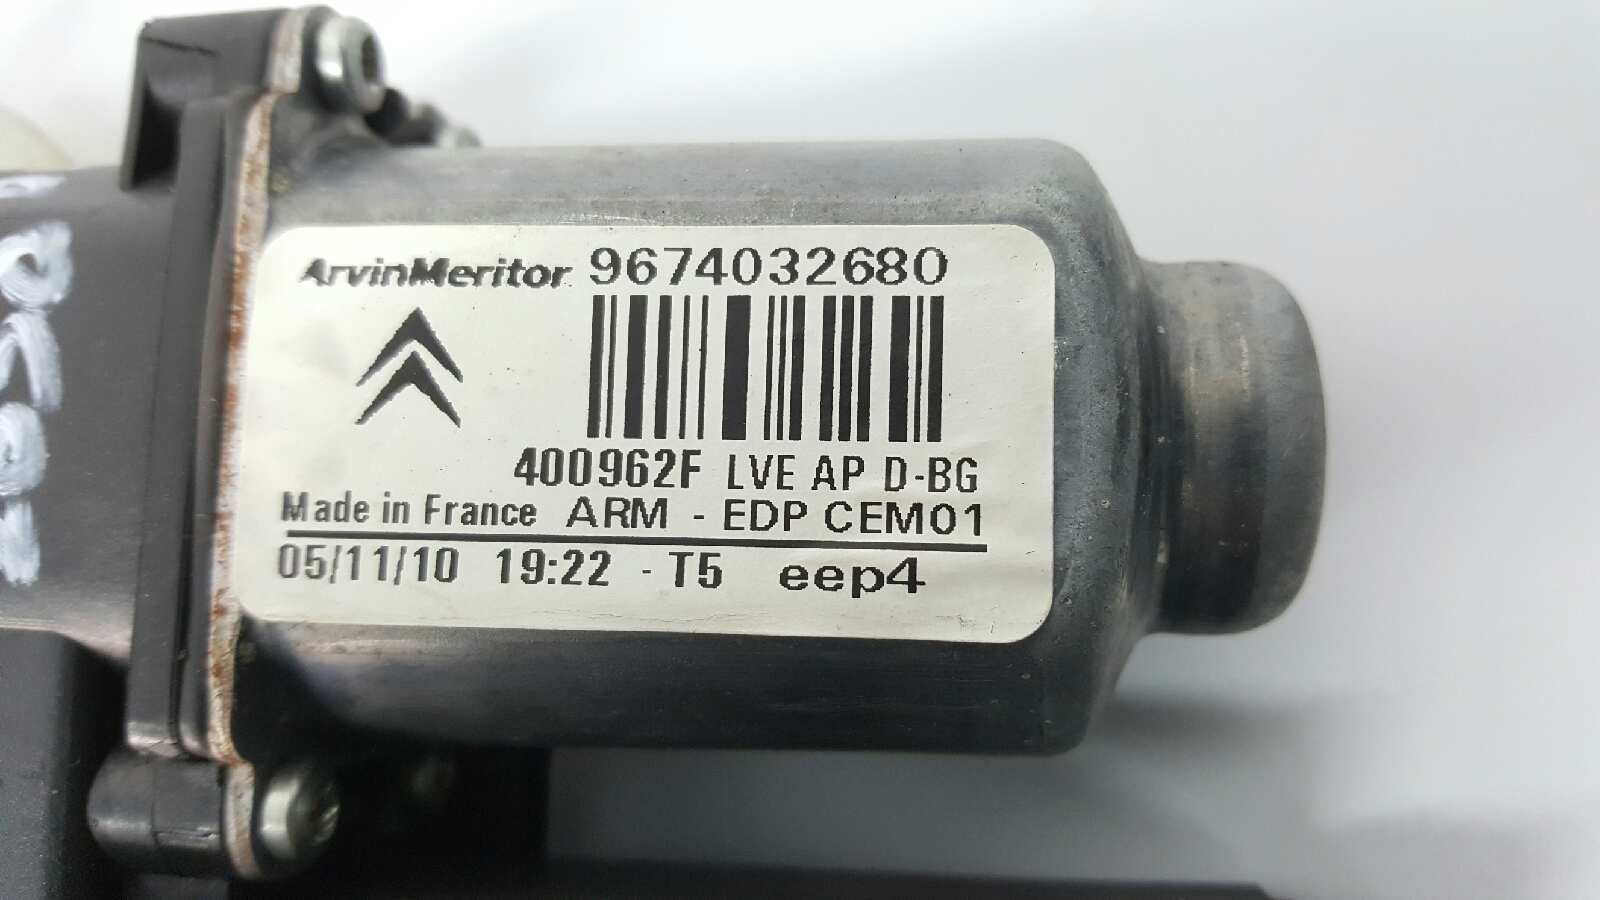 ArvinMeritor 9674032680
400962F LVE AP D-BG
Made in France ARM - EDP CEM01
05/11/10 19:22 - T5 eep4